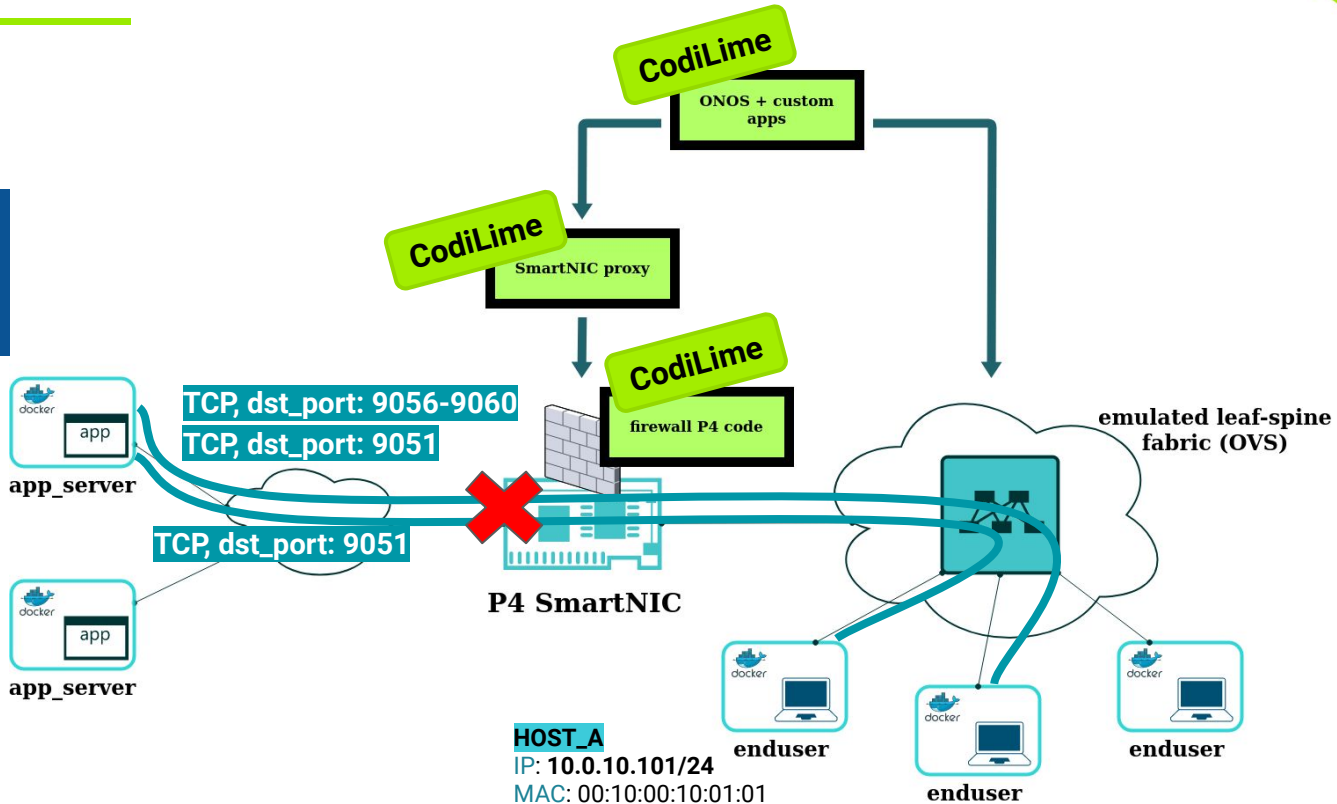 CodiLime
ONOS + custom
apps
CodiLime
SmartNIC proxy
CodiLime
firewall P4 code
docker
app
app_server
TCP, dst_port: 9056-9060
TCP, dst_port: 9051
TCP, dst_port: 9051
emulated leaf-spine
fabric (OVS)
P4 SmartNIC
docker
app
app_server
docker
enduser
docker
enduser
docker
enduser
HOST_A
IP: 10.0.10.101/24
MAC: 00:10:00:10:01:01